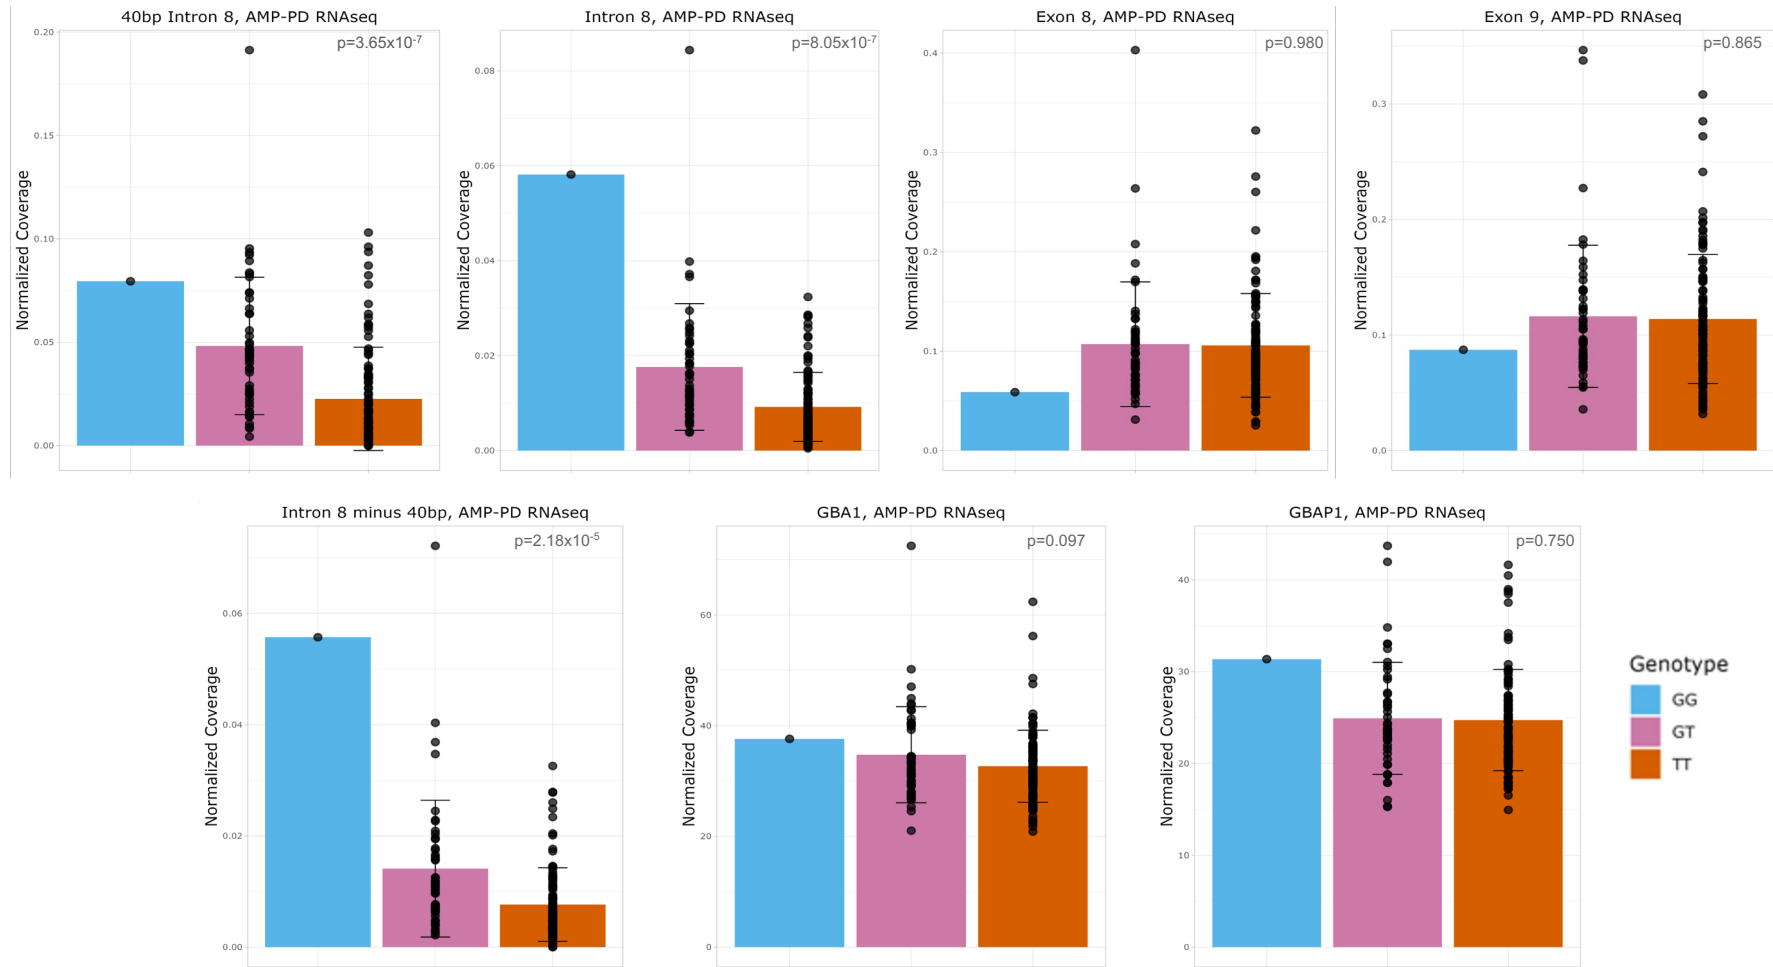 40bp Intron 8, AMP-PD RNAseq
p=3.65x10-7
Normalized Coverage
0.20
0.15
0.10
0.05
0.00
Intron 8, AMP-PD RNAseq
p=8.05x10-7
Normalized Coverage
0.08
0.06
0.04
0.02
0.00
Exon 8, AMP-PD RNAseq
p=0.980
Normalized Coverage
0.4
0.3
0.2
0.1
0.0
Exon 9, AMP-PD RNAseq
p=0.865
Normalized Coverage
0.3
0.2
0.1
0.0
Intron 8 minus 40bp, AMP-PD RNAseq
p=2.18x10-5
Normalized Coverage
0.06
0.04
0.02
0.00
GBA1, AMP-PD RNAseq
p=0.097
Normalized Coverage
60
40
20
0
GBAP1, AMP-PD RNAseq
p=0.750
Normalized Coverage
40
30
20
10
0
Genotype
GG
GT
TT